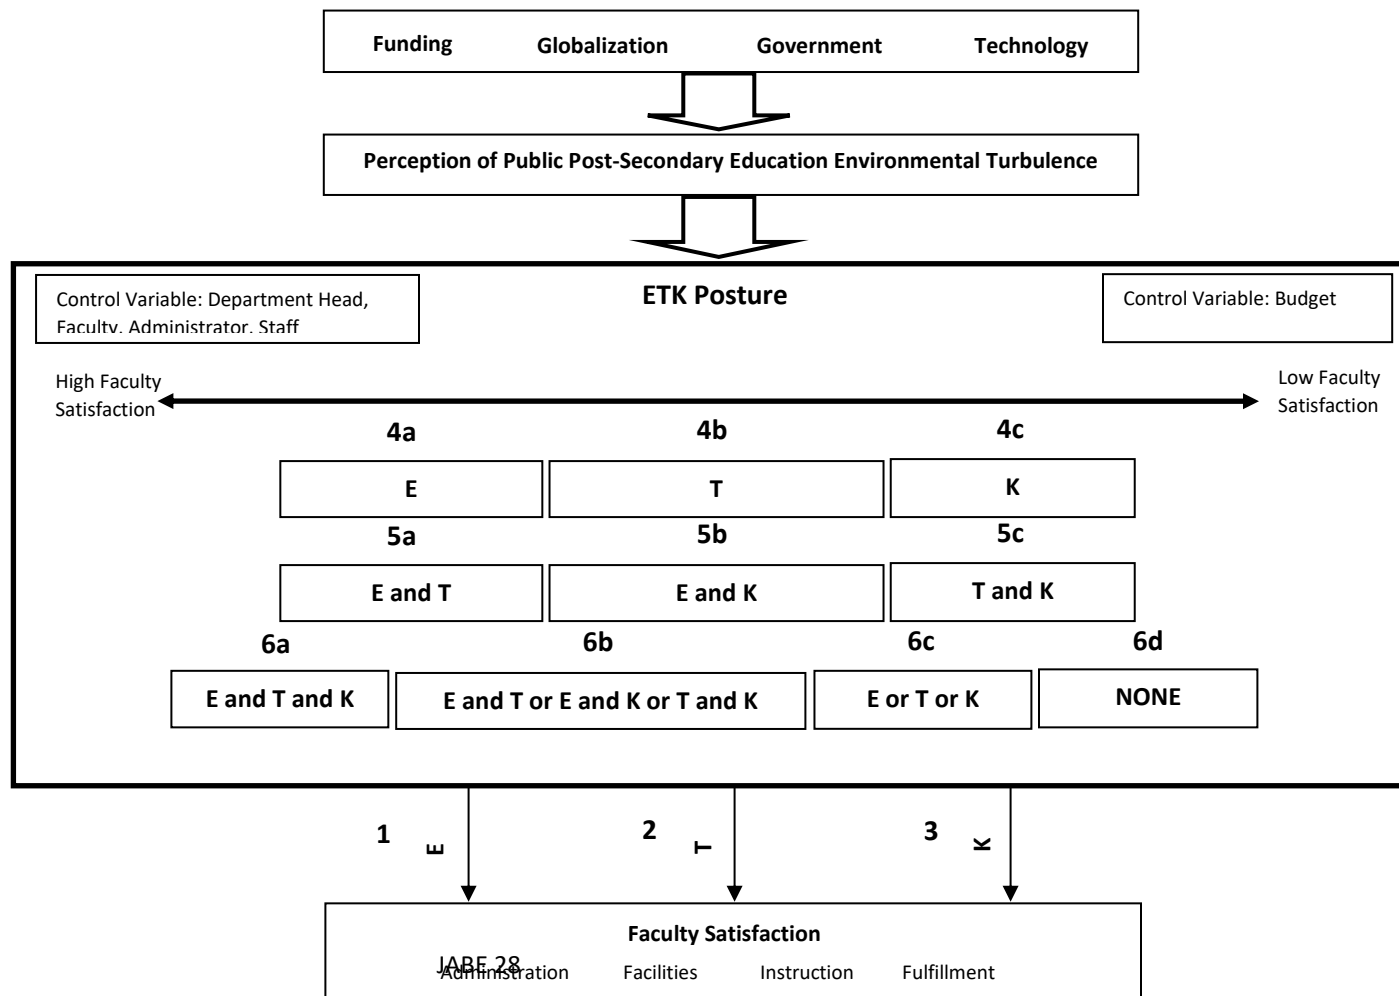 Funding Globalization Government Technology
Perception of Public Post-Secondary Education Environmental Turbulence
Control Variable: Department Head,
Faculty, Administrator, Staff
ETK Posture
Control Variable: Budget
High Faculty
Satisfaction
Low Faculty
Satisfaction
4a 4b 4c
E T K
5a 5b 5c
E and T E and K T and K
6a 6b 6c 6d
E and T and K E and T or E and K or T and K E or T or K NONE
1 E 2 T 3 K
Faculty Satisfaction
JABE 28
Administration Facilities Instruction Fulfillment